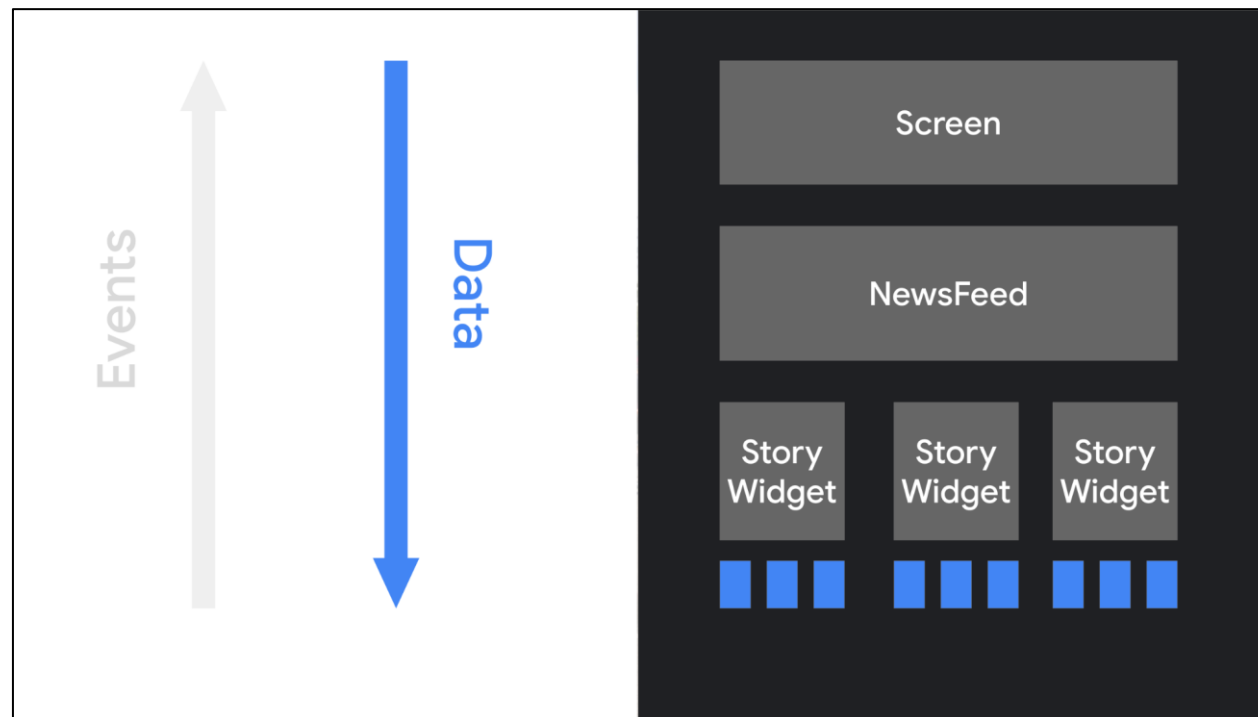 Events
Data
Screen
NewsFeed
Story
Widget
Story
Widget
Story
Widget